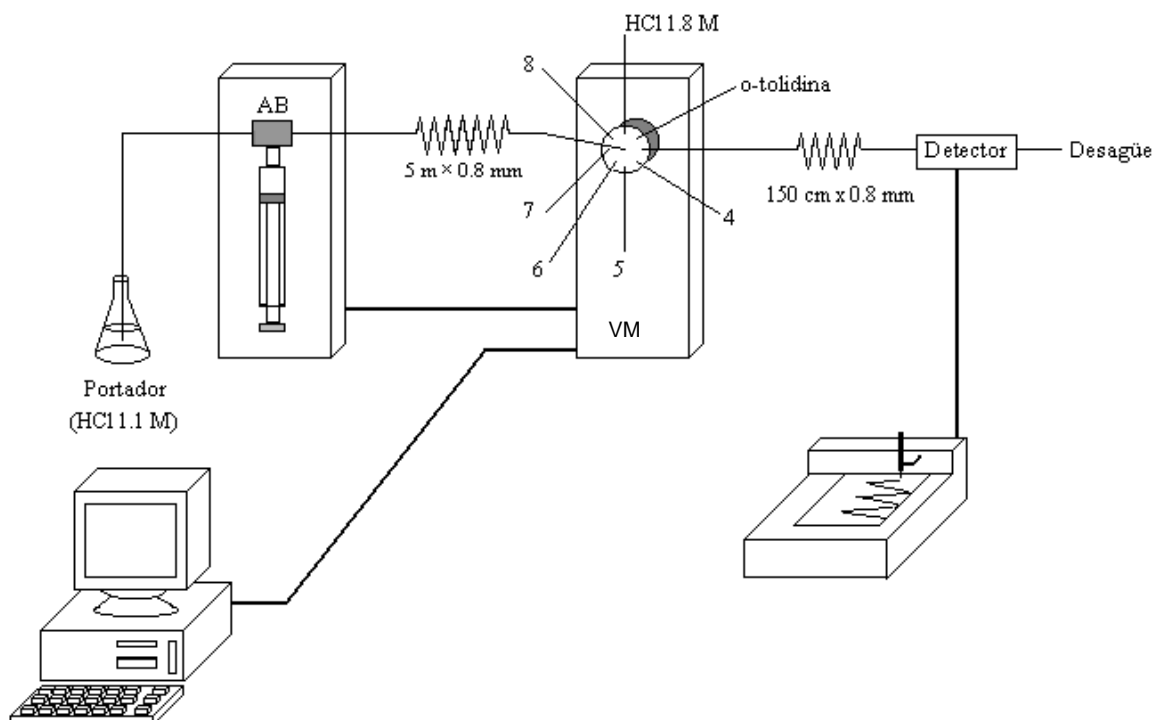 HCl 1.8 M
8
o-tolidina
AB
5 m × 0.8 mm
7
6
5
4
Detector
Desagüe
150 cm x 0.8 mm
VM
Portador
(HCl 1.1 M)